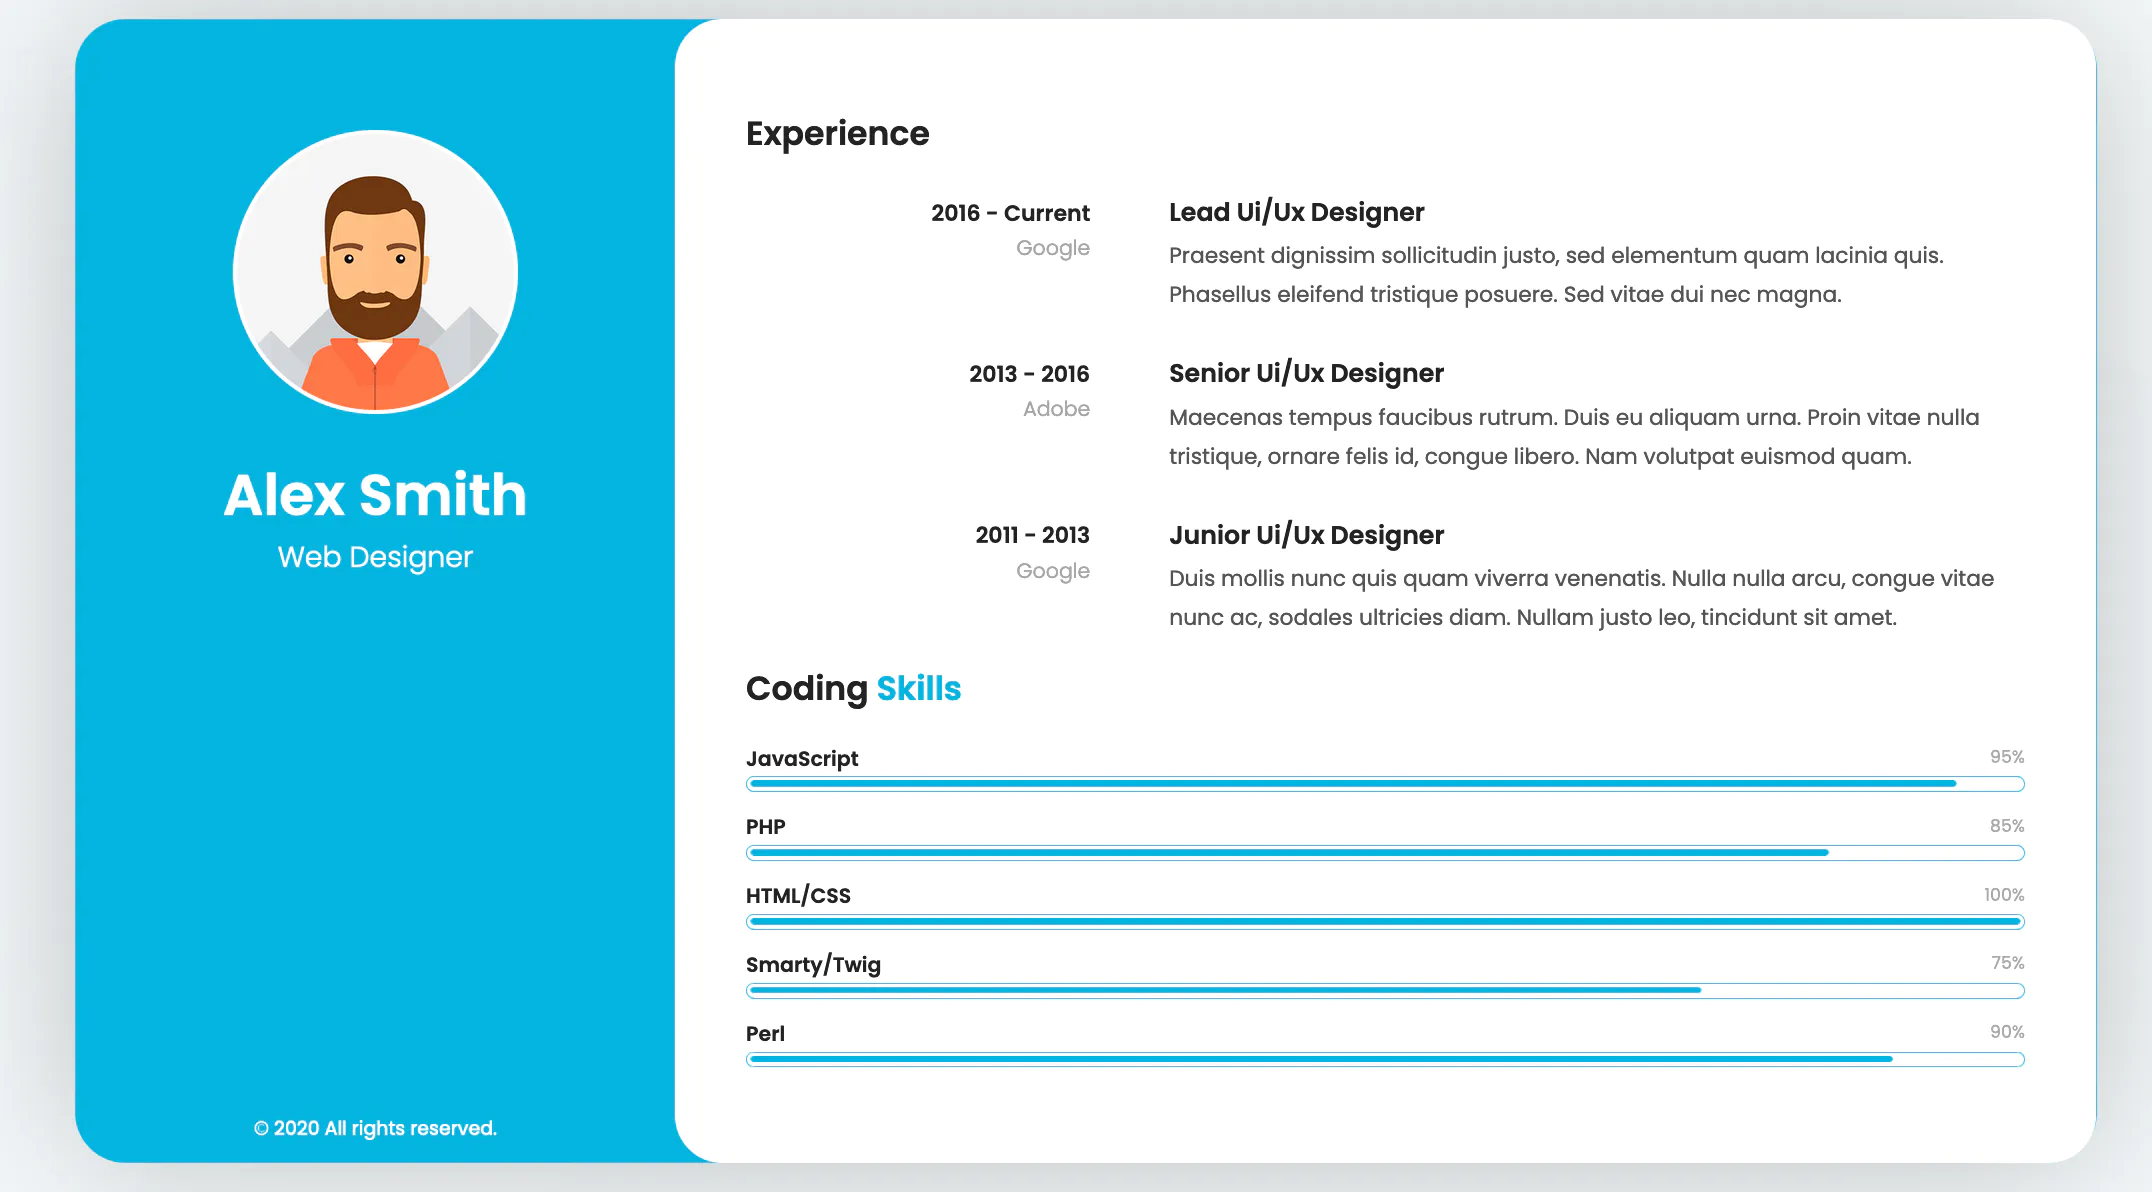 Alex Smith
Web Designer
© 2020 All rights reserved.
Experience
2016 - Current
Google
Lead Ui/Ux Designer
Praesent dignissim sollicitudin justo, sed elementum quam lacinia quis.
Phasellus eleifend tristique posuere. Sed vitae dui nec magna.
2013 - 2016
Adobe
Senior Ui/Ux Designer
Maecenas tempus faucibus rutrum. Duis eu aliquam urna. Proin vitae nulla
tristique, ornare felis id, congue libero. Nam volutpat euismod quam.
2011 - 2013
Google
Junior Ui/Ux Designer
Duis mollis nunc quis quam viverra venenatis. Nulla nulla arcu, congue vitae
nunc ac, sodales ultricies diam. Nullam justo leo, tincidunt sit amet.
Coding Skills
JavaScript 95%
PHP 85%
HTML/CSS 100%
Smarty/Twig 75%
Perl 90%